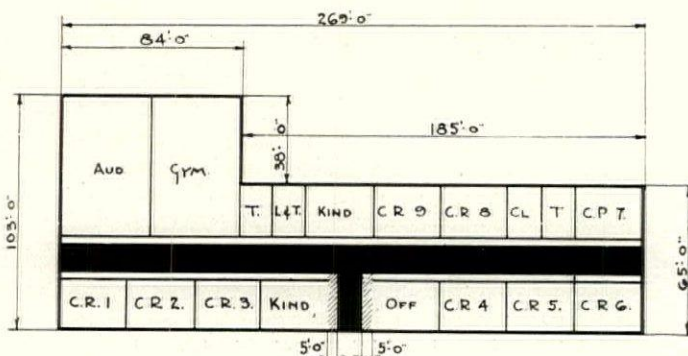 269'-0"
84'-0"
185'-0"
38'-0"
103'-0"
65'-0"
AUD GYM.
T. L&T. KIND C R 9 C.R 8 CL T C.P 7.
C.R.1 C.R 2. C.R. 3. KIND OFF C.R 4 C.R 5. C.R 6.
5'-0" 5'-0"